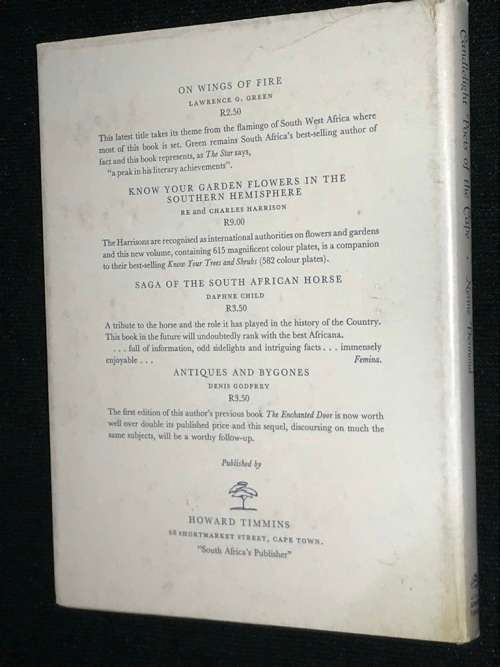 ON WINGS OF FIRE
LAWRENCE G. GREEN
R2.50
This latest title takes its theme from the flamingo of South West Africa where
most of this book is set. Green remains South Africa's best-selling author of
fact and this book represents, as The Star says,
"a peak in his literary achievements".
KNOW YOUR GARDEN FLOWERS IN THE
SOUTHERN HEMISPHERE
RE and CHARLES HARRISON
R9.00
The Harrisons are recognised as international authorities on flowers and gardens
and this new volume, containing 615 magnificent colour plates, is a companion
to their best-selling Know Your Trees and Shrubs (582 colour plates).
SAGA OF THE SOUTH AFRICAN HORSE
DAPHNE CHILD
R3.50
A tribute to the horse and the role it has played in the history of the Country.
This book in the future will undoubtedly rank with the best Africana.
. . . full of information, odd sidelights and intriguing facts . . . immensely
enjoyable . . . Femina.
ANTIQUES AND BYGONES
DENIS GODFREY
R3.50
The first edition of this author's previous book The Enchanted Door is now worth
well over double its published price and this sequel, discoursing on much the
same subjects, will be a worthy follow-up.
Published by
HOWARD TIMMINS
68 SHORTMARKET STREET, CAPE TOWN.
"South Africa's Publisher"
Candlelight Poets of the Cape